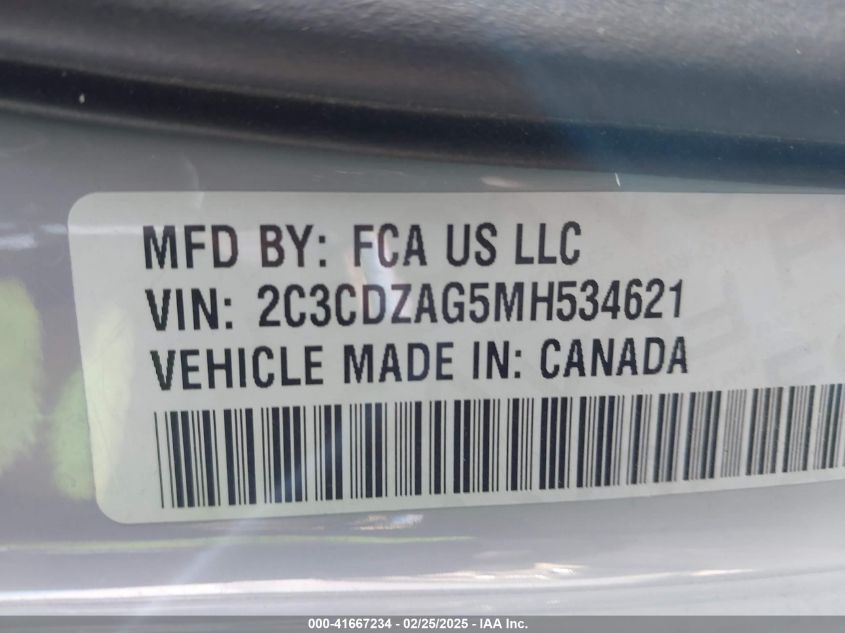 MFD BY: FCA US LLC
VIN: 2C3CDZAG5MH534621
VEHICLE MADE IN: CANADA
000-41667234 - 02/25/2025 - IAA Inc.